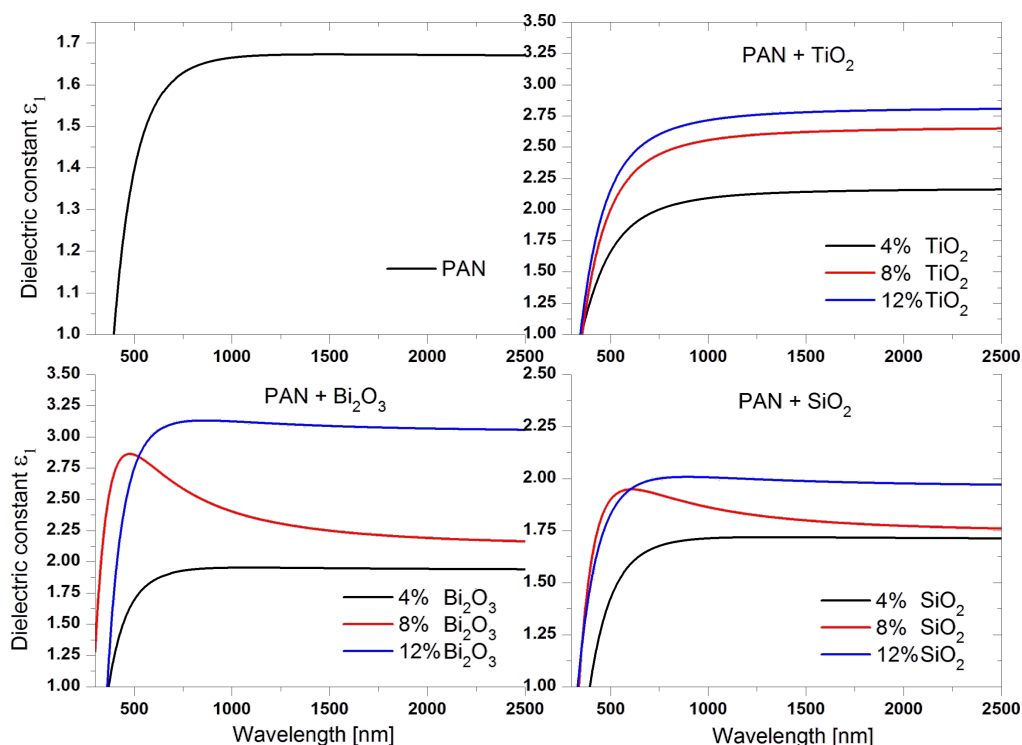 Dielectric constant ε₁
1.7
1.6
1.5
1.4
1.3
1.2
1.1
1.0
PAN
500 1000 1500 2000 2500
3.50
3.25
3.00
2.75
2.50
2.25
2.00
1.75
1.50
1.25
1.00
PAN + TiO₂
4% TiO₂
8% TiO₂
12% TiO₂
500 1000 1500 2000 2500
Dielectric constant ε₁
3.50
3.25
3.00
2.75
2.50
2.25
2.00
1.75
1.50
1.25
1.00
PAN + Bi₂O₃
4% Bi₂O₃
8% Bi₂O₃
12% Bi₂O₃
500 1000 1500 2000 2500
Wavelength [nm]
2.50
2.25
2.00
1.75
1.50
1.25
1.00
PAN + SiO₂
4% SiO₂
8% SiO₂
12% SiO₂
500 1000 1500 2000 2500
Wavelength [nm]